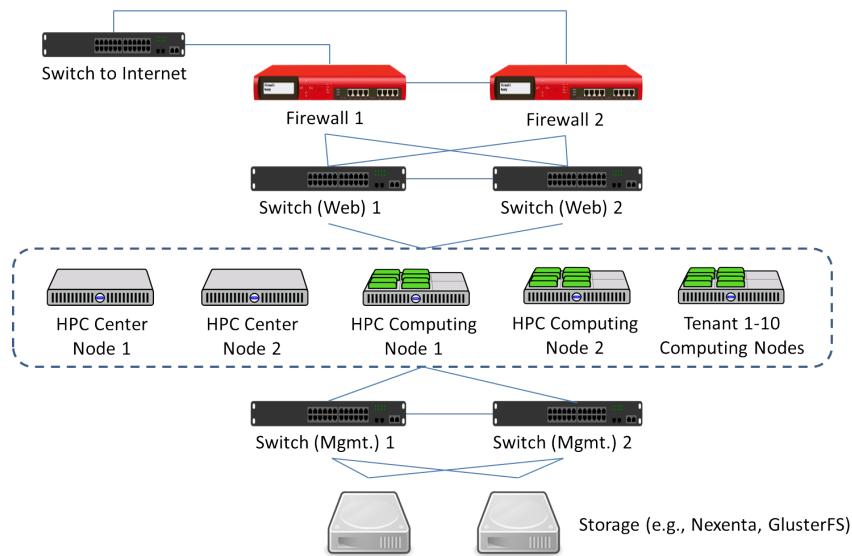 Switch to Internet
Firewall 1
Firewall 2
Switch (Web) 1
Switch (Web) 2
HPC Center
Node 1
HPC Center
Node 2
HPC Computing
Node 1
HPC Computing
Node 2
Tenant 1-10
Computing Nodes
Switch (Mgmt.) 1
Switch (Mgmt.) 2
Storage (e.g., Nexenta, GlusterFS)